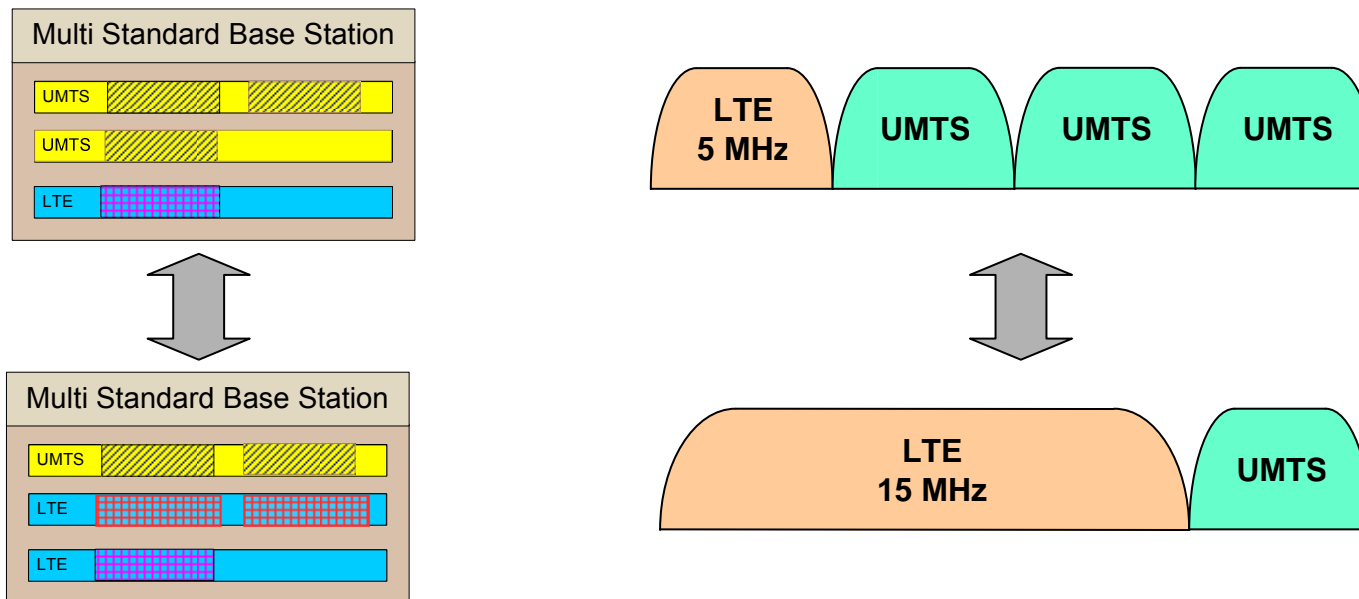 Multi Standard Base Station
UMTS
UMTS
LTE
LTE
5 MHz
UMTS
UMTS
UMTS
Multi Standard Base Station
UMTS
LTE
LTE
LTE
15 MHz
UMTS